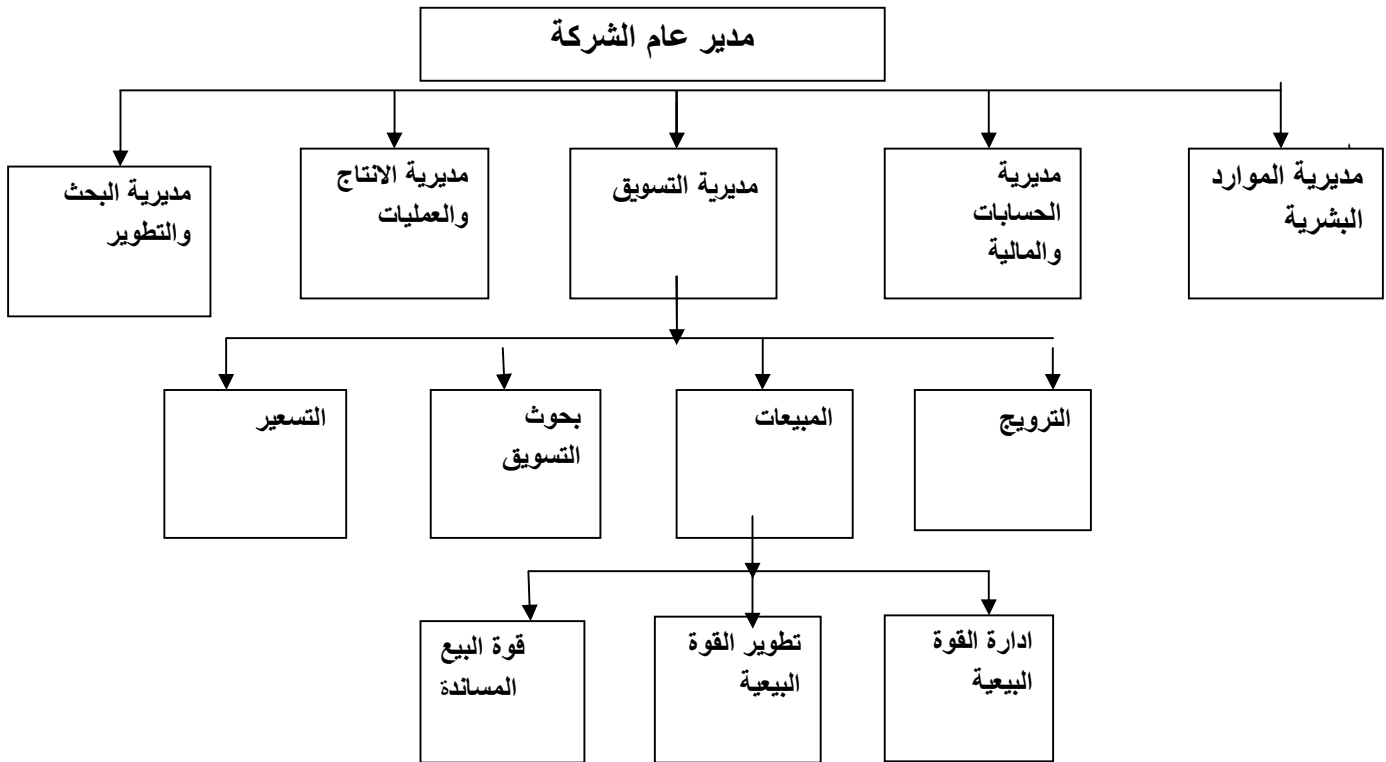 مدير عام الشركة
مديرية الموارد
البشرية
مديرية
الحسابات
والمالية
مديرية التسويق
مديرية الانتاج
والعمليات
مديرية البحث
والتطوير
الترويج
المبيعات
بحوث
التسويق
التسعير
ادارة القوة
البيعية
تطوير القوة
البيعية
قوة البيع
المساندة